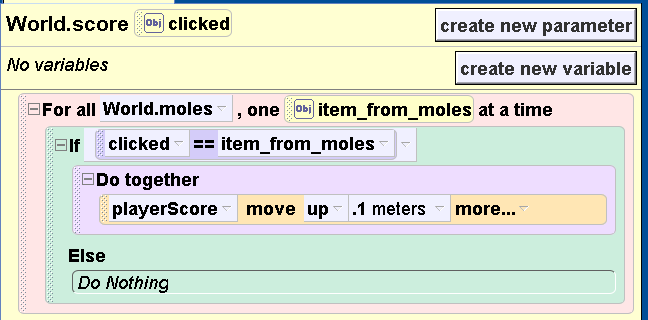 World.score Obj clicked create new parameter
No variables create new variable
For all World.moles , one Obj item_from_moles at a time
If clicked == item_from_moles
Do together
playerScore move up .1 meters more...
Else
Do Nothing